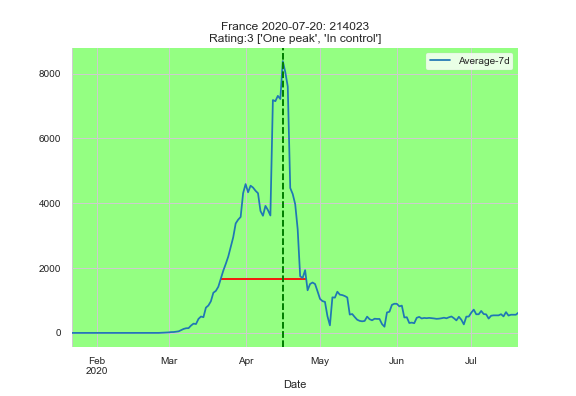 France 2020-07-20: 214023
Rating:3 ['One peak', 'In control']
Average-7d
8000
6000
4000
2000
0
Feb
2020
Mar
Apr
May
Jun
Jul
Date